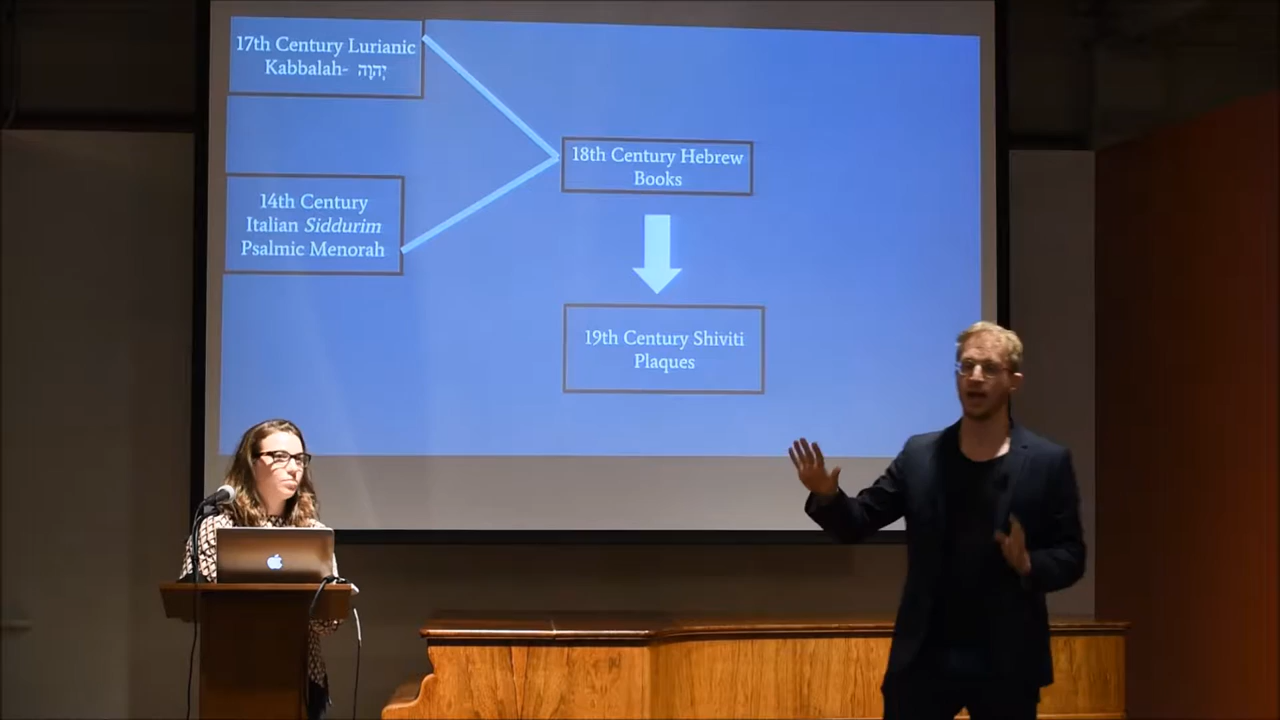 17th Century Lurianic
Kabbalah- יְהֹוָה
14th Century
Italian Siddurim
Psalmic Menorah
18th Century Hebrew
Books
19th Century Shiviti
Plaques